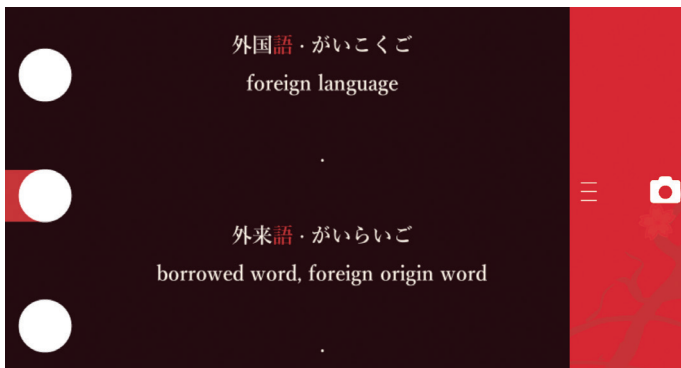 外国語 · がいこくご
foreign language
.
外来語 · がいらいご
borrowed word, foreign origin word
.